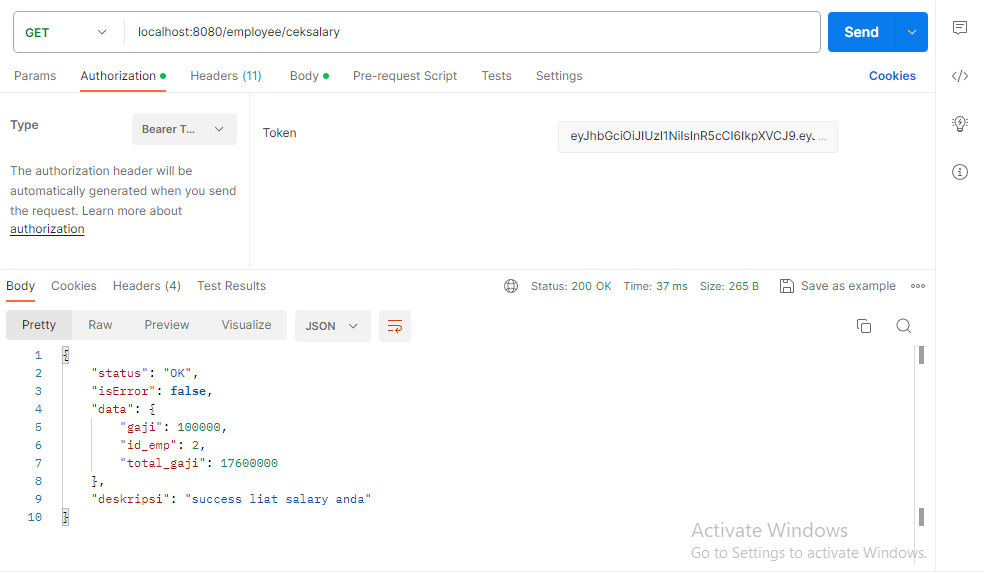 GET localhost:8080/employee/ceksalary Send
Params Authorization Headers (11) Body Pre-request Script Tests Settings Cookies
Type Bearer T... Token eyJhbGciOiJIUzI1NiIsInR5cCI6IkpXVCJ9.ey. ...
The authorization header will be
automatically generated when you send
the request. Learn more about
authorization
Body Cookies Headers (4) Test Results Status: 200 OK Time: 37 ms Size: 265 B Save as example
Pretty Raw Preview Visualize JSON
1 {
2 "status": "OK",
3 "isError": false,
4 "data": {
5 "gaji": 100000,
6 "id_emp": 2,
7 "total_gaji": 17600000
8 },
9 "deskripsi": "success liat salary anda"
10 }
Activate Windows
Go to Settings to activate Windows.